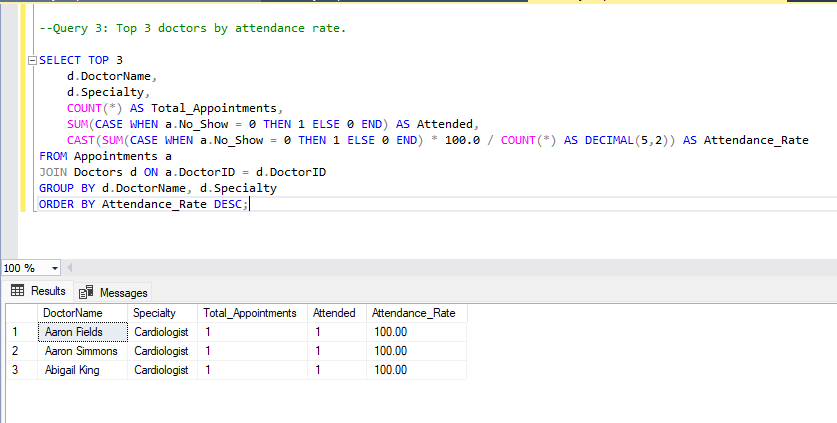 --Query 3: Top 3 doctors by attendance rate.
SELECT TOP 3
d.DoctorName,
d.Specialty,
COUNT(*) AS Total_Appointments,
SUM(CASE WHEN a.No_Show = 0 THEN 1 ELSE 0 END) AS Attended,
CAST(SUM(CASE WHEN a.No_Show = 0 THEN 1 ELSE 0 END) * 100.0 / COUNT(*) AS DECIMAL(5,2)) AS Attendance_Rate
FROM Appointments a
JOIN Doctors d ON a.DoctorID = d.DoctorID
GROUP BY d.DoctorName, d.Specialty
ORDER BY Attendance_Rate DESC;
100 %
Results Messages
DoctorName Specialty Total_Appointments Attended Attendance_Rate
1 Aaron Fields Cardiologist 1 1 100.00
2 Aaron Simmons Cardiologist 1 1 100.00
3 Abigail King Cardiologist 1 1 100.00